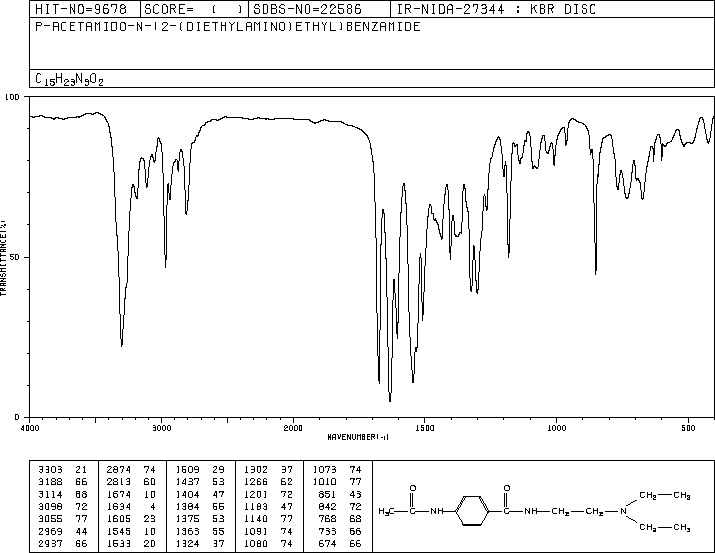 HIT-NO=9678 SCORE= ( ) SDBS-NO=22586 IR-NIDA-27344 : KBR DISC
P-ACETAMIDO-N-(2-(DIETHYLAMINO)ETHYL)BENZAMIDE
C15H23N3O2
100
50
0
TRANSMITTANCE(%)
4000 3000 2000 1500 1000 500
WAVENUMBER(-1)
3303 21 2874 74 1509 29 1302 37 1073 74
3188 66 2813 60 1437 53 1266 62 1010 77
3114 68 1674 10 1404 47 1201 72 851 43
3098 72 1634 4 1384 55 1183 47 842 72
3055 77 1605 23 1375 53 1140 77 768 68
2969 44 1545 10 1363 55 1091 74 733 66
2937 66 1533 20 1324 37 1080 74 674 66
O O CH2 CH3
H3C C NH C NH CH2 CH2 N
CH2 CH3